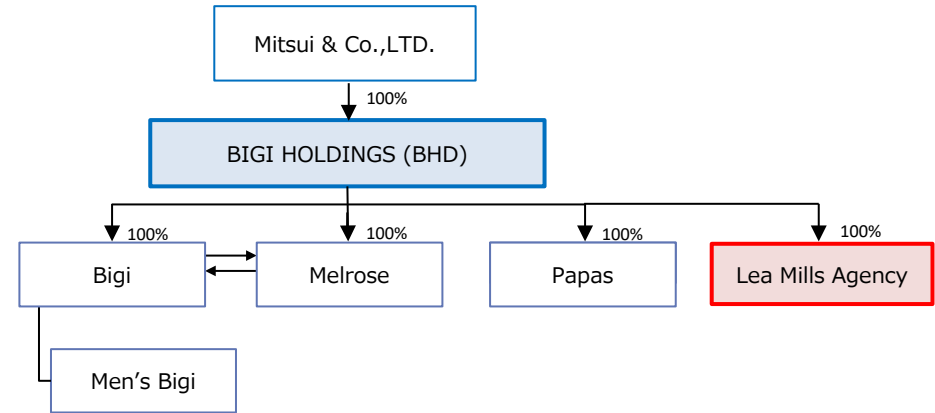 Mitsui & Co.,LTD.
100%
BIGI HOLDINGS (BHD)
100%
100%
100%
100%
Bigi
Melrose
Papas
Lea Mills Agency
Men’s Bigi